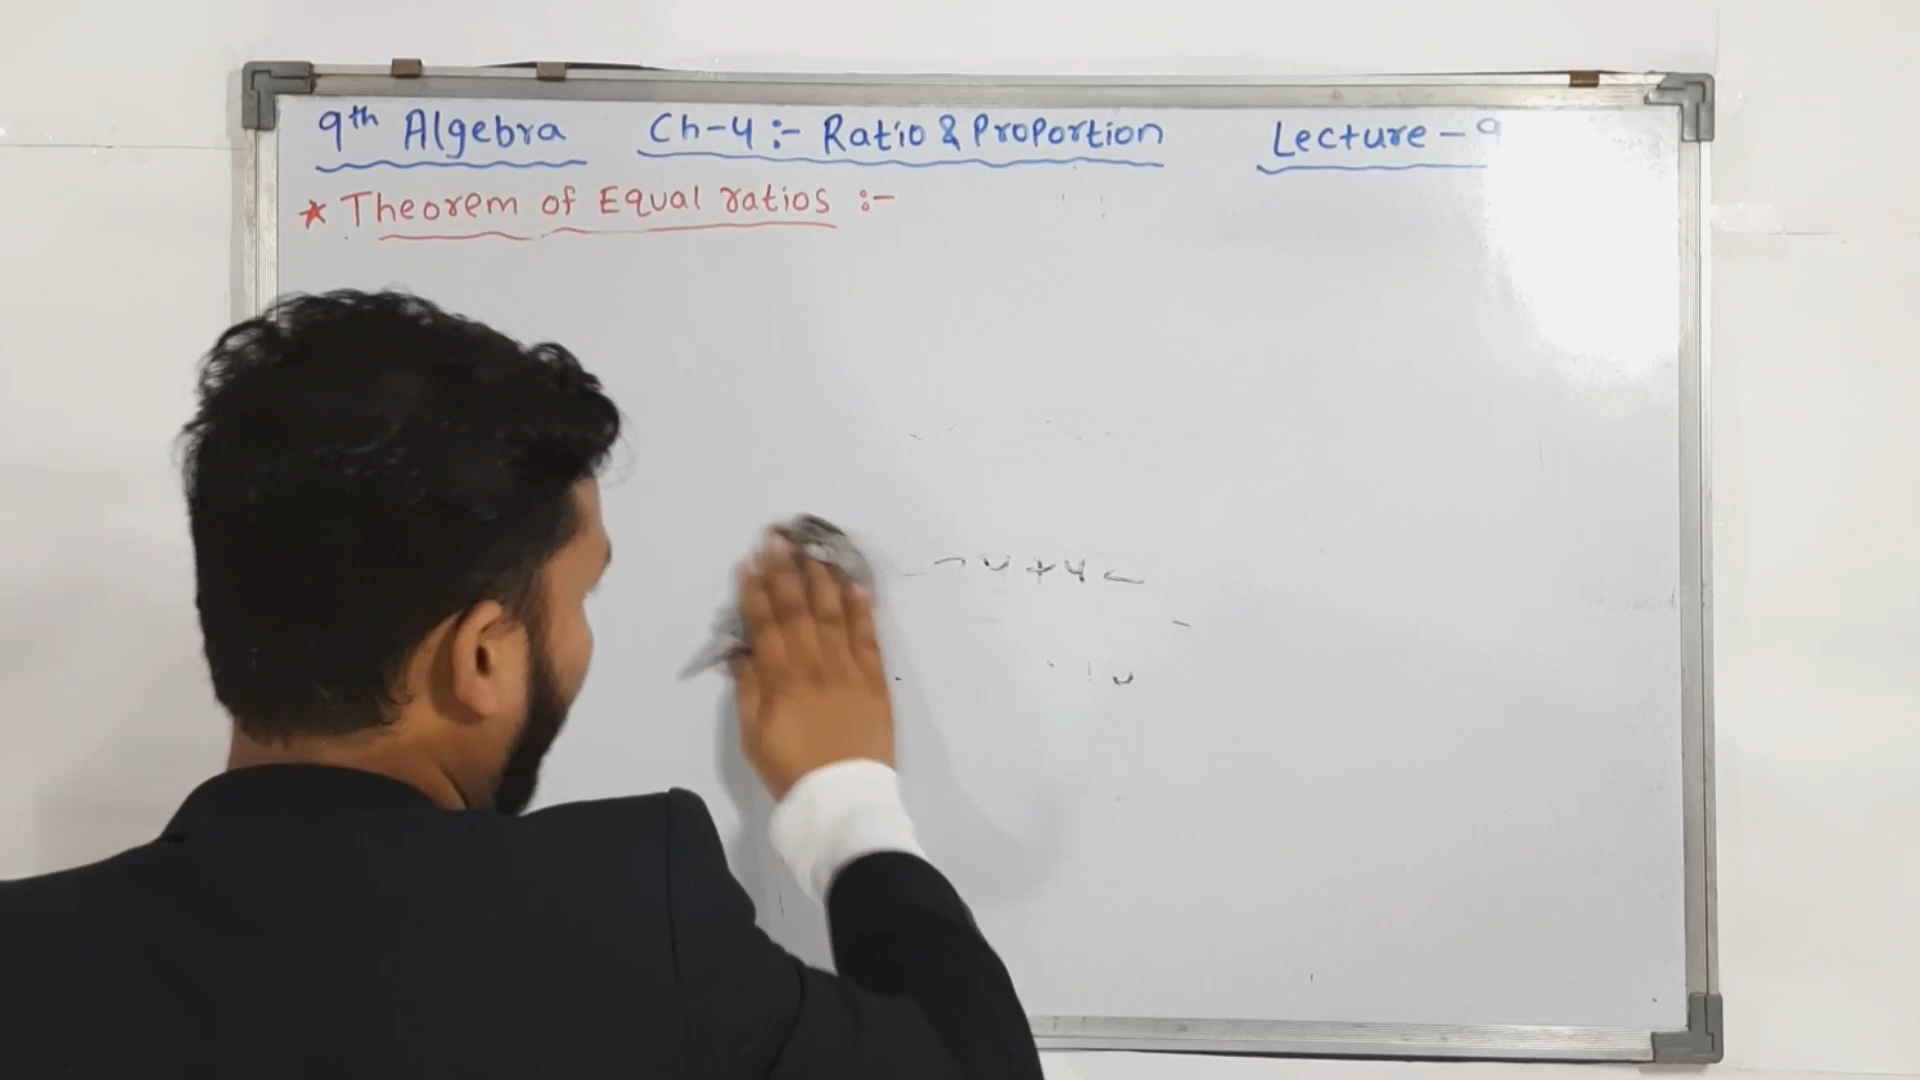 9th Algebra Ch-4 :- Ratio & Proportion Lecture - 9
* Theorem of Equal ratios :-